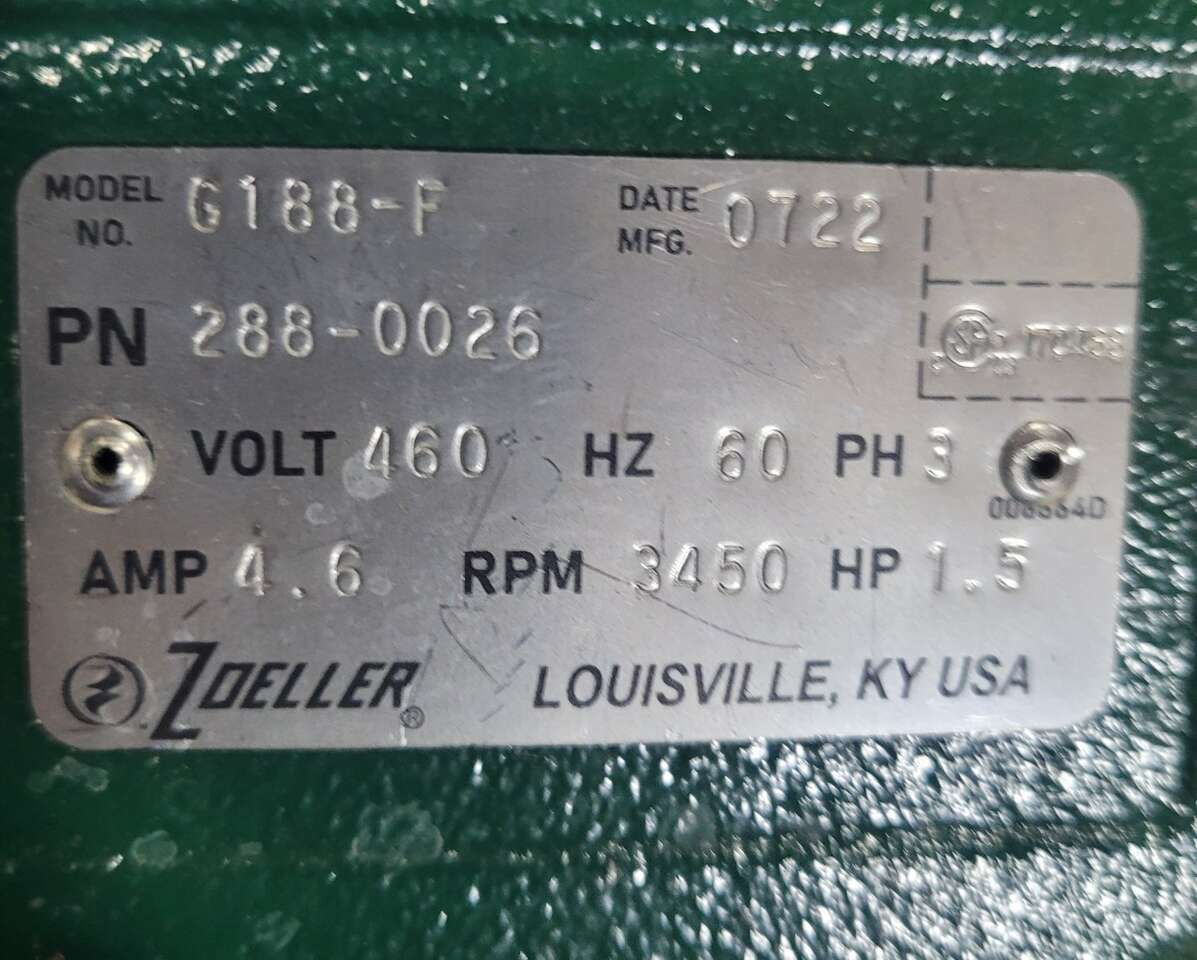 MODEL NO. G188-F DATE MFG. 0722
PN 288-0026
VOLT 460 HZ 60 PH 3
AMP 4.6 RPM 3450 HP 1.5
ZOELLER® LOUISVILLE, KY USA